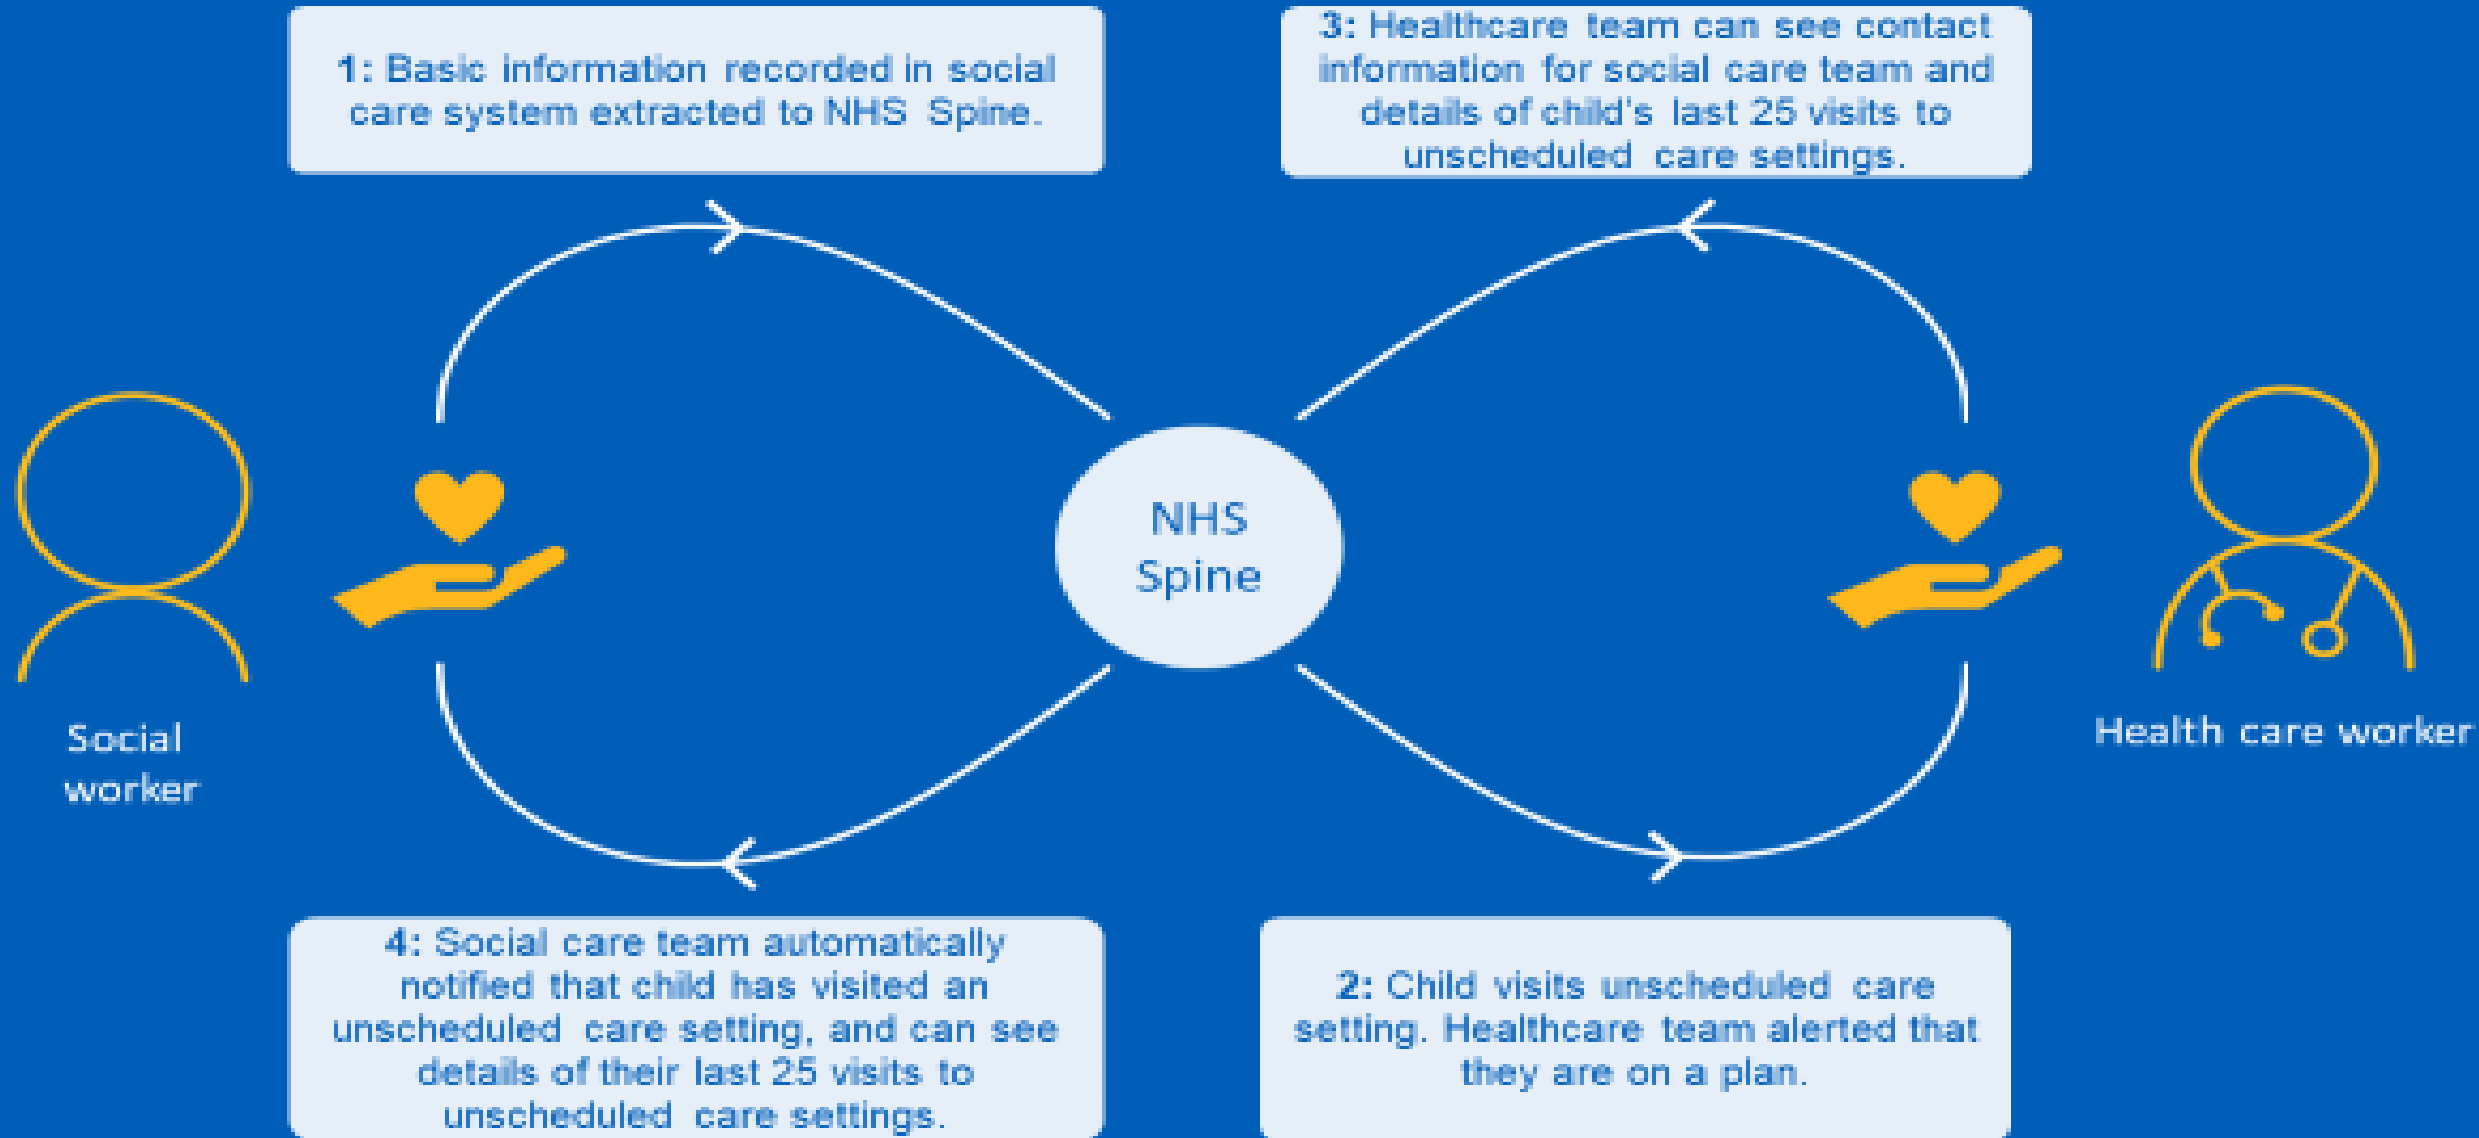 1: Basic information recorded in social
care system extracted to NHS Spine.
3: Healthcare team can see contact
information for social care team and
details of child's last 25 visits to
unscheduled care settings.
NHS
Spine
Social
worker
Health care worker
4: Social care team automatically
notified that child has visited an
unscheduled care setting, and can see
details of their last 25 visits to
unscheduled care settings.
2: Child visits unscheduled care
setting. Healthcare team alerted that
they are on a plan.